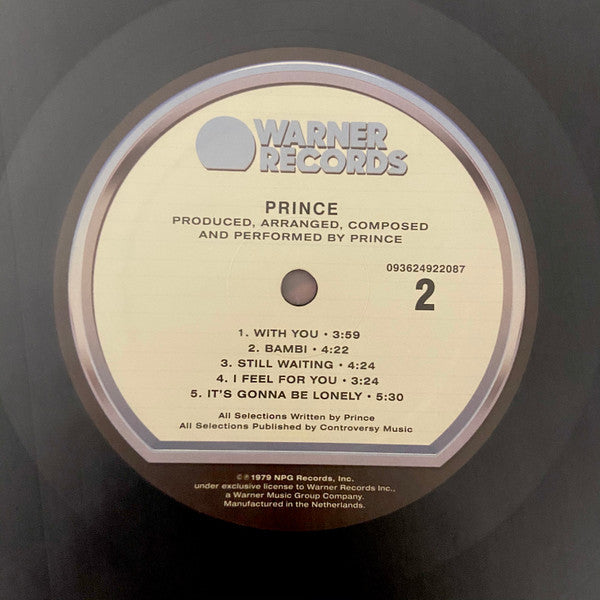 WARNER
RECORDS
PRINCE
PRODUCED, ARRANGED, COMPOSED
AND PERFORMED BY PRINCE
093624922087
2
1. WITH YOU • 3:59
2. BAMBI • 4:22
3. STILL WAITING • 4:24
4. I FEEL FOR YOU • 3:24
5. IT'S GONNA BE LONELY • 5:30
All Selections Written by Prince
All Selections Published by Controversy Music
©℗1979 NPG Records, Inc.
under exclusive license to Warner Records Inc.,
a Warner Music Group Company.
Manufactured in the Netherlands.